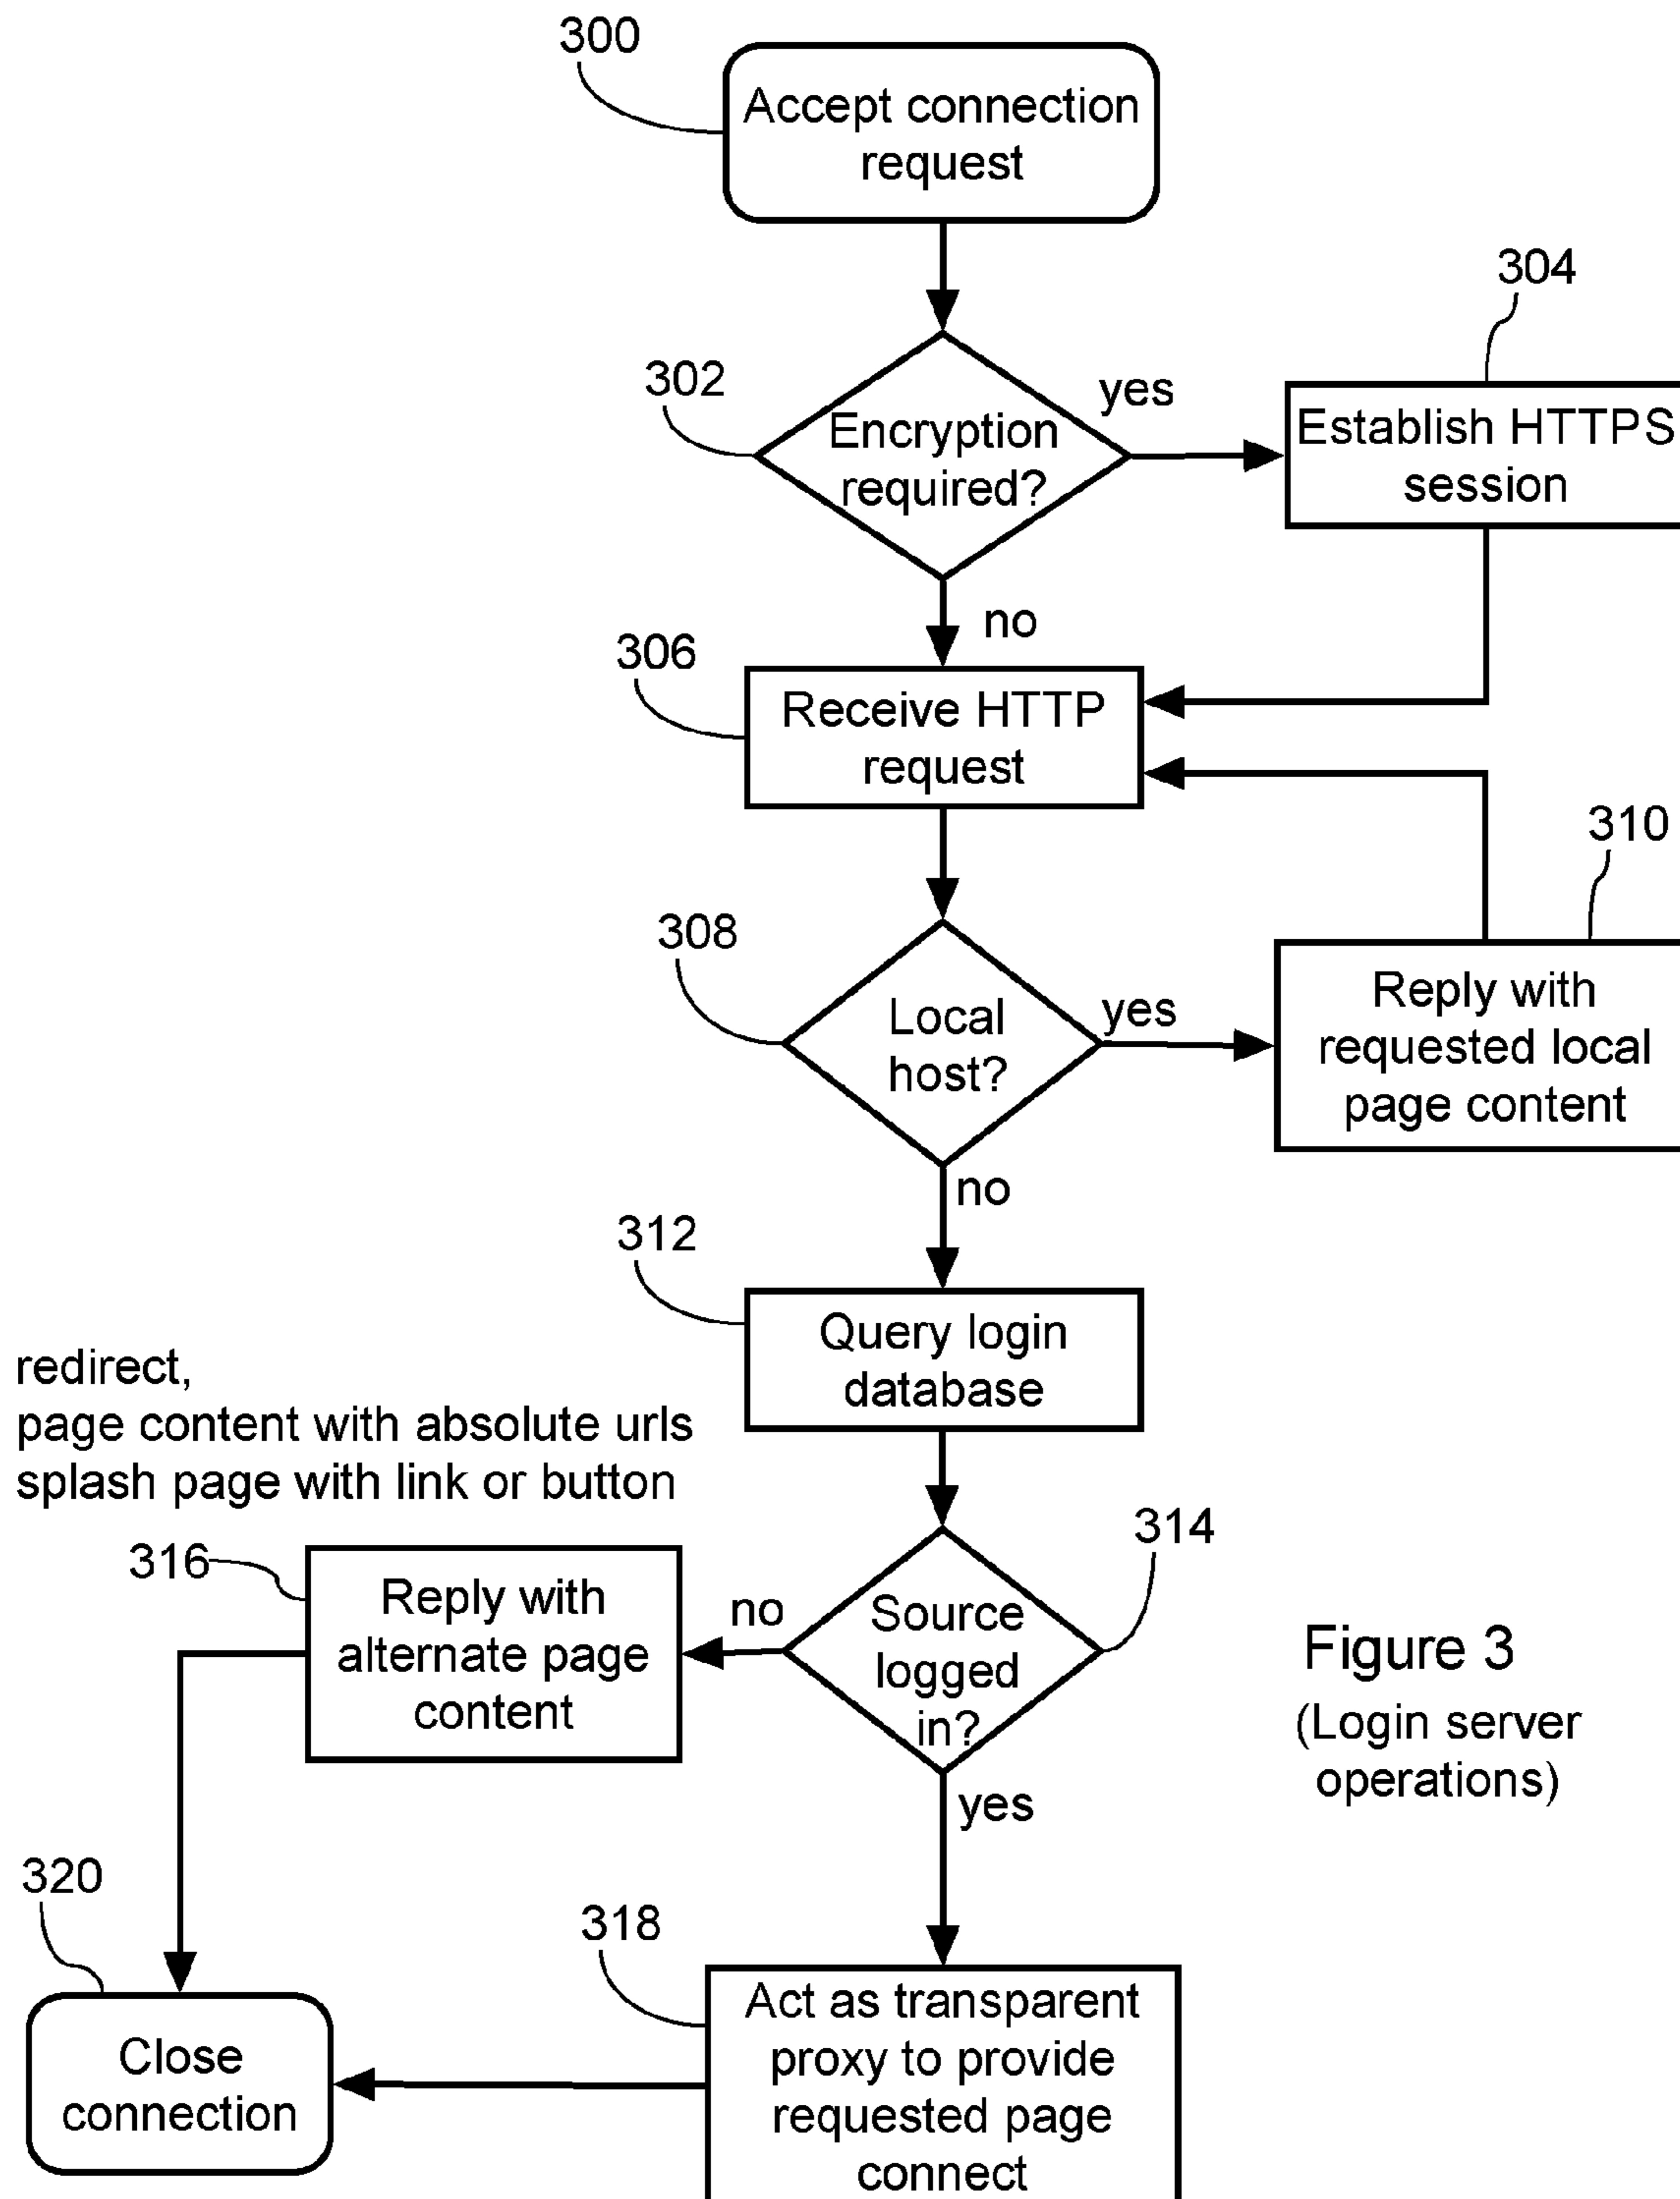 300
Accept connection
request
304
302
yes
Encryption
required?
Establish HTTPS
session
no
306
Receive HTTP
request
310
308
Local
host?
yes
Reply with
requested local
page content
no
312
Query login
database
redirect,
page content with absolute urls
splash page with link or button
314
316
Reply with
alternate page
content
no
Source
logged
in?
Figure 3
(Login server
operations)
yes
320
318
Act as transparent
proxy to provide
requested page
connect
Close
connection